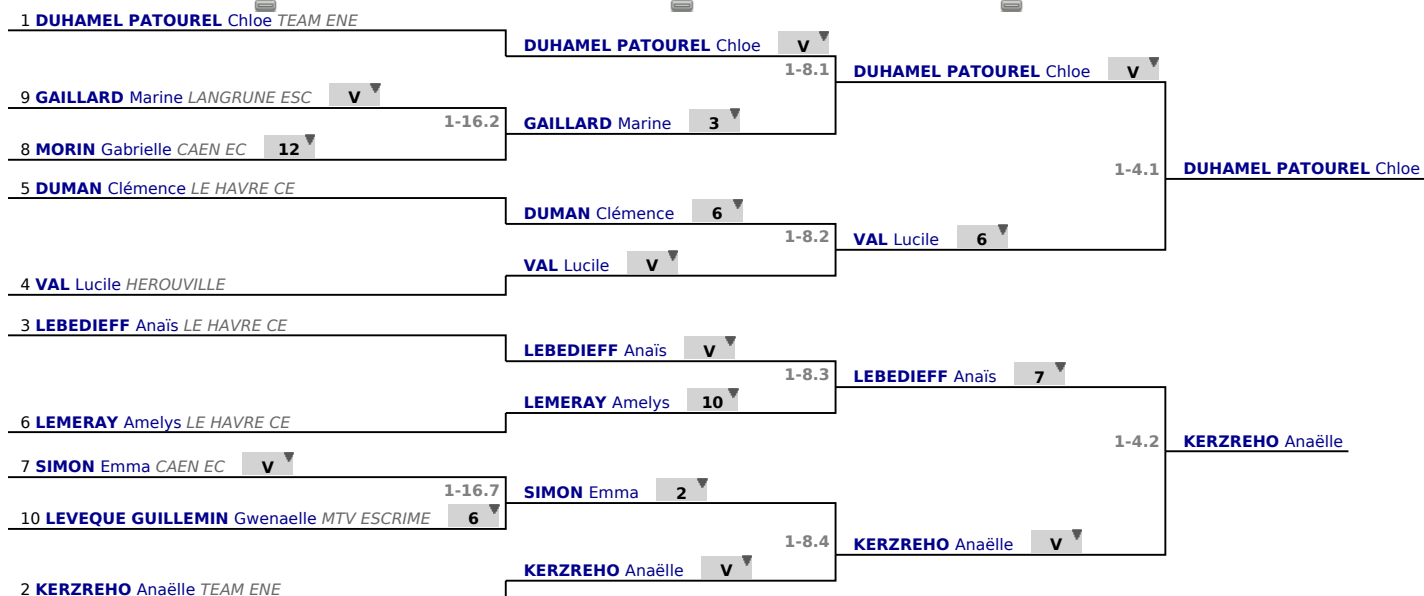 1 DUHAMEL PATOUREL Chloe TEAM ENE
DUHAMEL PATOUREL Chloe V
1-8.1
DUHAMEL PATOUREL Chloe V
9 GAILLARD Marine LANGRUNE ESC V
1-16.2
GAILLARD Marine 3
8 MORIN Gabrielle CAEN EC 12
1-4.1
DUHAMEL PATOUREL Chloe
5 DUMAN Clémence LE HAVRE CE
DUMAN Clémence 6
1-8.2
VAL Lucile 6
VAL Lucile V
4 VAL Lucile HEROUVILLE
3 LEBEDIEFF Anaïs LE HAVRE CE
LEBEDIEFF Anaïs V
1-8.3
LEBEDIEFF Anaïs 7
LEMERAY Amelys 10
6 LEMERAY Amelys LE HAVRE CE
1-4.2
KERZREHO Anaëlle
7 SIMON Emma CAEN EC V
1-16.7
SIMON Emma 2
10 LEVEQUE GUILLEMIN Gwenaelle MTV ESCRIME 6
1-8.4
KERZREHO Anaëlle V
KERZREHO Anaëlle V
2 KERZREHO Anaëlle TEAM ENE